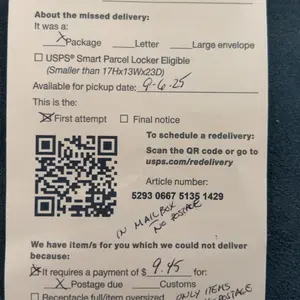 About the missed delivery:
It was a:
X Package Letter Large envelope
USPS® Smart Parcel Locker Eligible
(Smaller than 17Hx13Wx23D)
Available for pickup date: 9-6-25
This is the:
X First attempt Final notice
To schedule a redelivery:
Scan the QR code or go to
usps.com/redelivery
Article number:
5293 0667 5135 1429
IN MAILBOX
NO POSTAGE
We have item/s for you which we could not deliver
because:
X It requires a payment of $ 9.45 for:
X Postage due Customs
Receptacle full/item oversized
ONLY ITEMS
POSTAGE